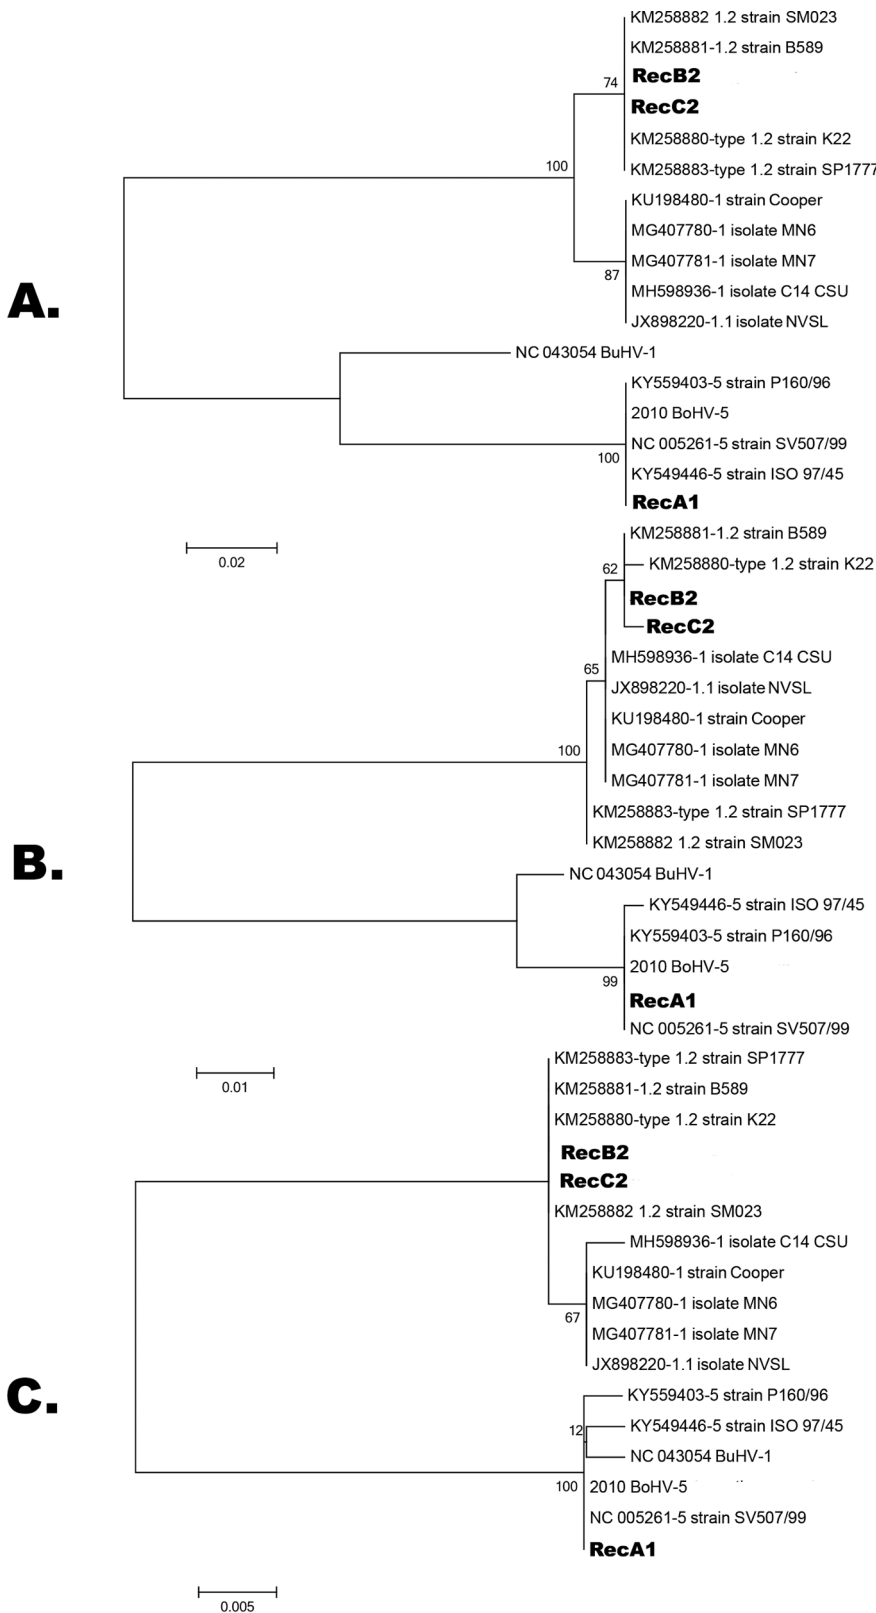 KM258882 1.2 strain SM023
KM258881-1.2 strain B589
74
RecB2
RecC2
KM258880-type 1.2 strain K22
100
KM258883-type 1.2 strain SP1777
KU198480-1 strain Cooper
MG407780-1 isolate MN6
MG407781-1 isolate MN7
87
MH598936-1 isolate C14 CSU
A.
JX898220-1.1 isolate NVSL
NC 043054 BuHV-1
KY559403-5 strain P160/96
2010 BoHV-5
NC 005261-5 strain SV507/99
100
KY549446-5 strain ISO 97/45
RecA1
0.02
KM258881-1.2 strain B589
62
KM258880-type 1.2 strain K22
RecB2
RecC2
MH598936-1 isolate C14 CSU
65
JX898220-1.1 isolate NVSL
KU198480-1 strain Cooper
100
MG407780-1 isolate MN6
MG407781-1 isolate MN7
KM258883-type 1.2 strain SP1777
KM258882 1.2 strain SM023
B.
NC 043054 BuHV-1
KY549446-5 strain ISO 97/45
KY559403-5 strain P160/96
2010 BoHV-5
99
RecA1
NC 005261-5 strain SV507/99
0.01
KM258883-type 1.2 strain SP1777
KM258881-1.2 strain B589
KM258880-type 1.2 strain K22
RecB2
RecC2
KM258882 1.2 strain SM023
MH598936-1 isolate C14 CSU
KU198480-1 strain Cooper
MG407780-1 isolate MN6
67
MG407781-1 isolate MN7
JX898220-1.1 isolate NVSL
C.
KY559403-5 strain P160/96
12
KY549446-5 strain ISO 97/45
NC 043054 BuHV-1
100
2010 BoHV-5
NC 005261-5 strain SV507/99
RecA1
0.005